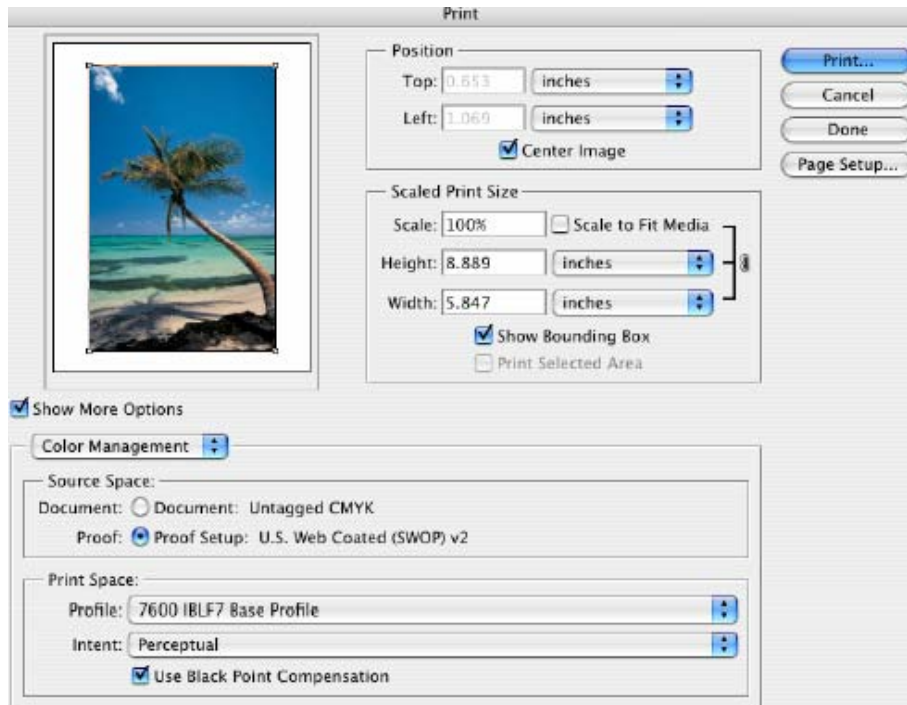 Print
Position
Top: 0.653 inches
Left: 1.069 inches
Center Image
Print...
Cancel
Done
Page Setup...
Scaled Print Size
Scale: 100% Scale to Fit Media
Height: 8.889 inches
Width: 5.847 inches
Show Bounding Box
Print Selected Area
Show More Options
Color Management
Source Space:
Document: Document: Untagged CMYK
Proof: Proof Setup: U.S. Web Coated (SWOP) v2
Print Space:
Profile: 7600 IBLF7 Base Profile
Intent: Perceptual
Use Black Point Compensation